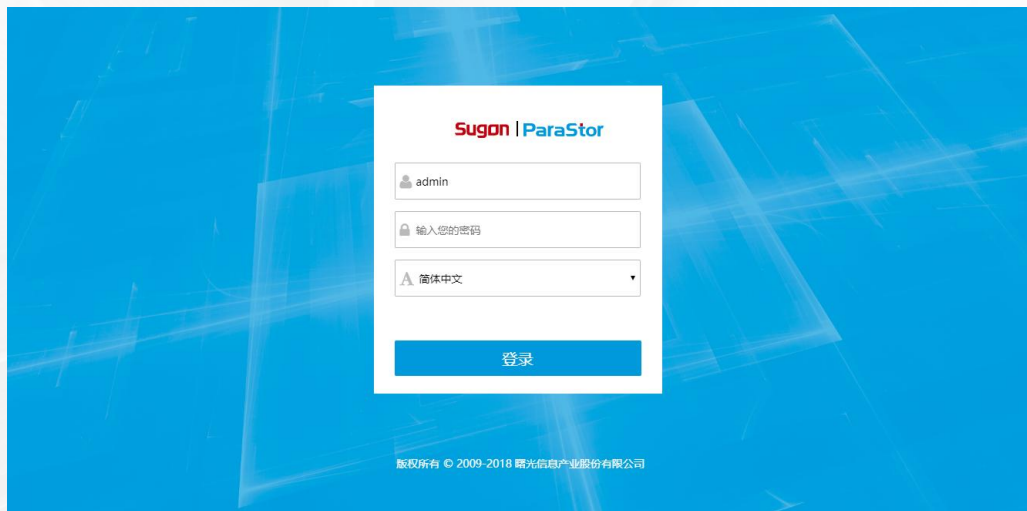 Sugon | ParaStor
admin
输入您的密码
A 简体中文
登录
版权所有 © 2009-2018 曙光信息产业股份有限公司